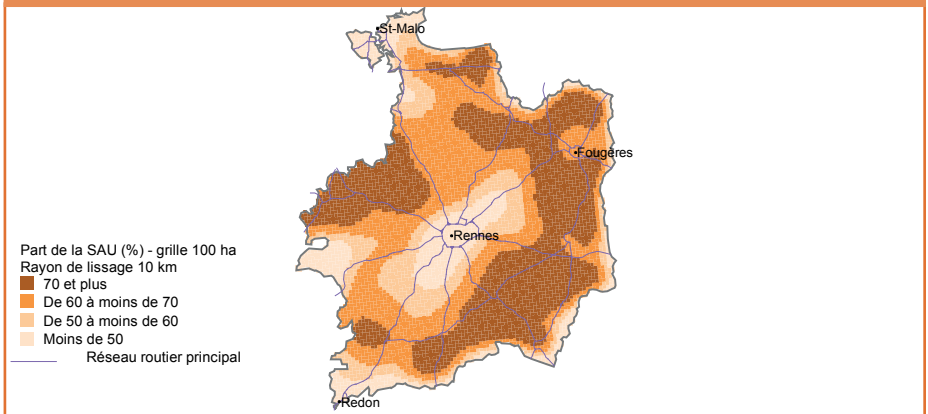 St-Malo
Fougères
Rennes
Part de la SAU (%) - grille 100 ha
Rayon de lissage 10 km
70 et plus
De 60 à moins de 70
De 50 à moins de 60
Moins de 50
Réseau routier principal
Redon